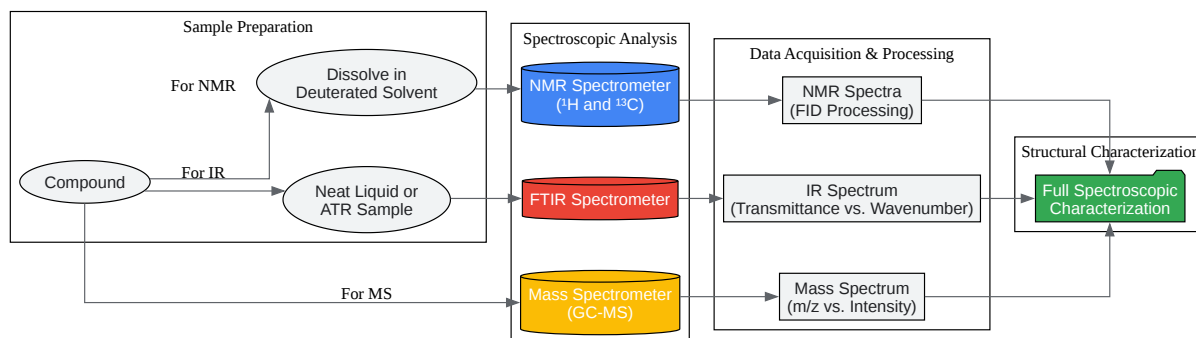 Sample Preparation
For NMR
Dissolve in
Deuterated Solvent
For IR
Compound
Neat Liquid or
ATR Sample
For MS
Spectroscopic Analysis
NMR Spectrometer
(¹H and ¹³C)
FTIR Spectrometer
Mass Spectrometer
(GC-MS)
Data Acquisition & Processing
NMR Spectra
(FID Processing)
IR Spectrum
(Transmittance vs. Wavenumber)
Mass Spectrum
(m/z vs. Intensity)
Structural Characterization
Full Spectroscopic
Characterization